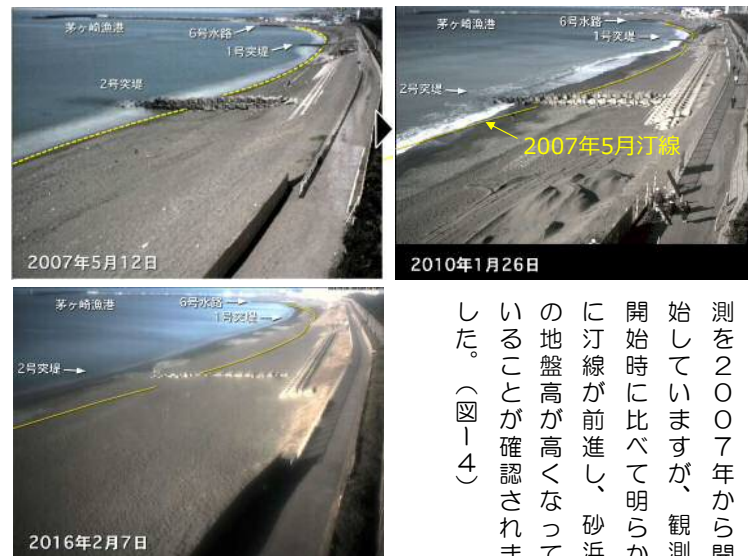 茅ヶ崎漁港
6号水路
1号突堤
2号突堤
2007年5月12日
茅ヶ崎漁港
6号水路
1号突堤
2号突堤
2007年5月汀線
2010年1月26日
茅ヶ崎漁港
6号水路
1号突堤
2号突堤
2016年2月7日
測を2007年から開
始していますが、観測
開始時に比べて明らか
に汀線が前進し、砂浜
の地盤高が高くなって
いることが確認されま
した。(図-4)